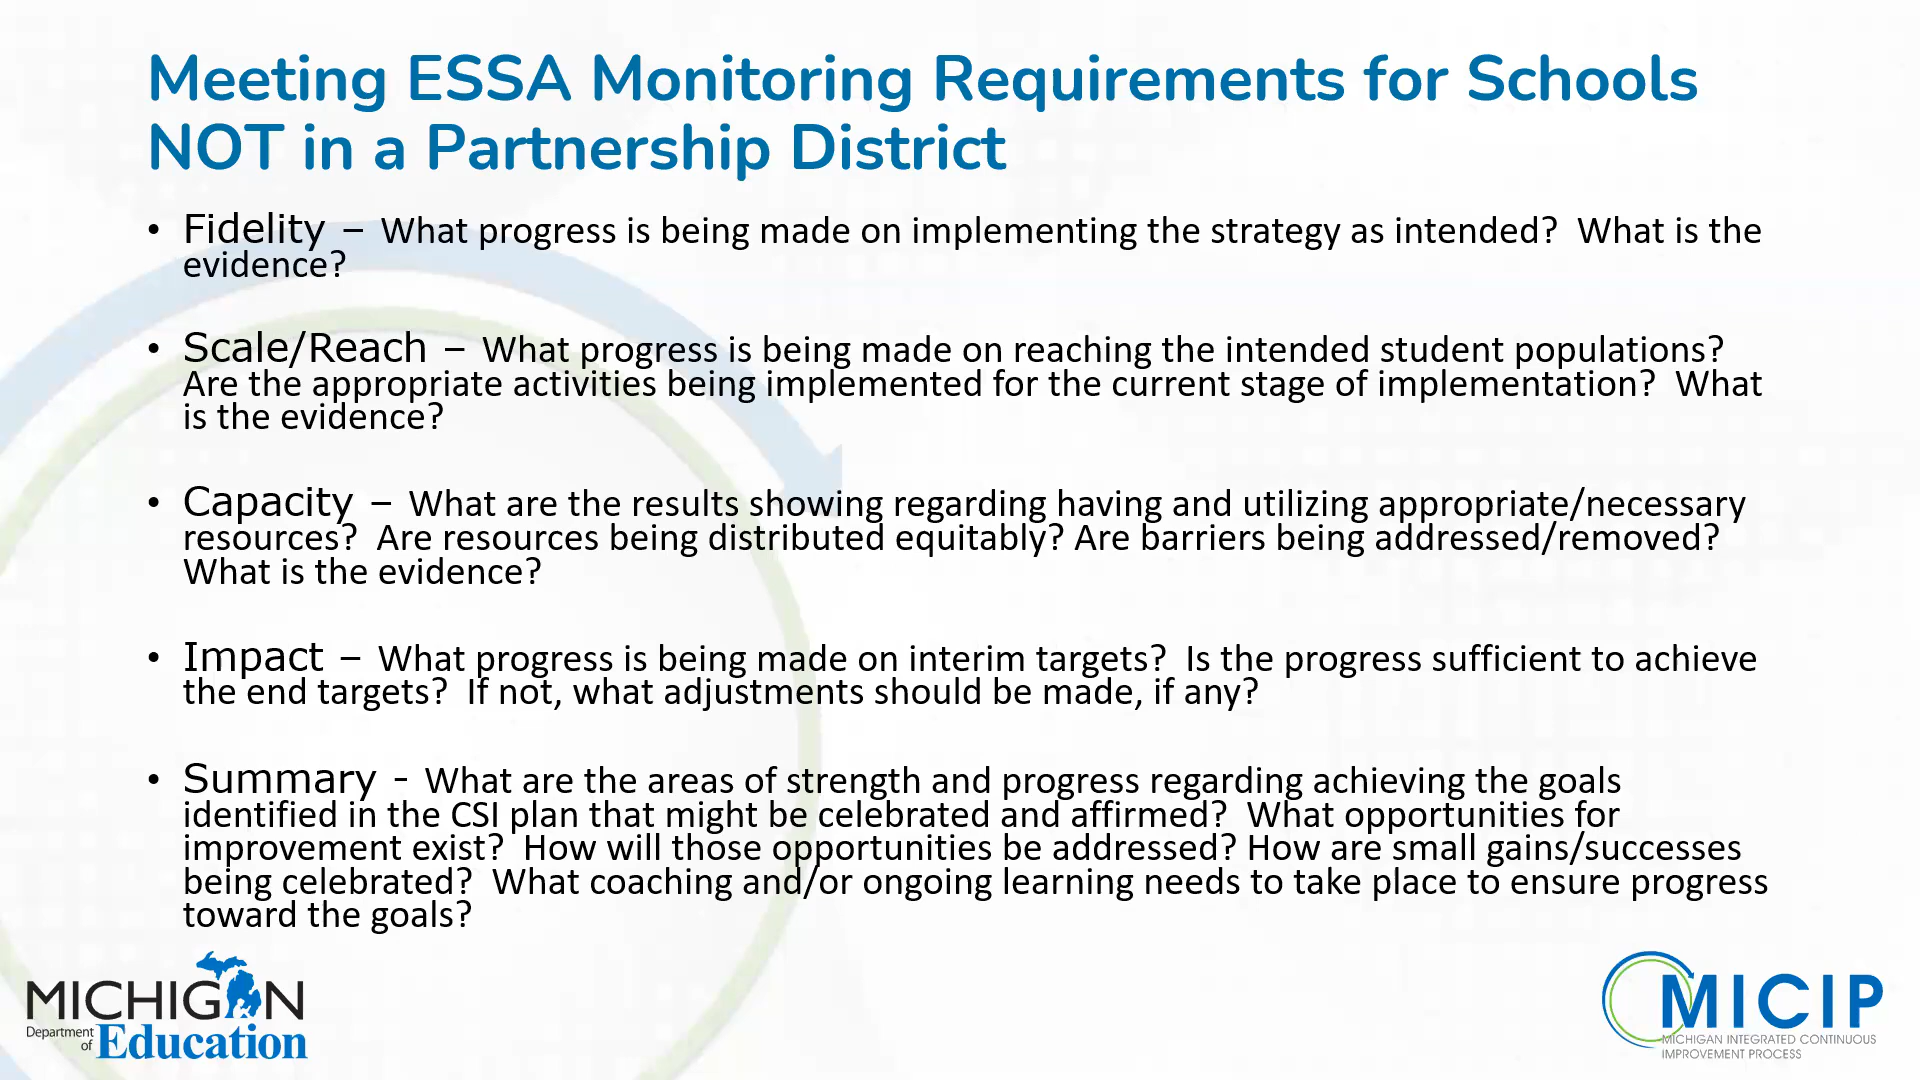 Meeting ESSA Monitoring Requirements for Schools
NOT in a Partnership District
• Fidelity – What progress is being made on implementing the strategy as intended? What is the
evidence?
• Scale/Reach – What progress is being made on reaching the intended student populations?
Are the appropriate activities being implemented for the current stage of implementation? What
is the evidence?
• Capacity – What are the results showing regarding having and utilizing appropriate/necessary
resources? Are resources being distributed equitably? Are barriers being addressed/removed?
What is the evidence?
• Impact – What progress is being made on interim targets? Is the progress sufficient to achieve
the end targets? If not, what adjustments should be made, if any?
• Summary - What are the areas of strength and progress regarding achieving the goals
identified in the CSI plan that might be celebrated and affirmed? What opportunities for
improvement exist? How will those opportunities be addressed? How are small gains/successes
being celebrated? What coaching and/or ongoing learning needs to take place to ensure progress
toward the goals?
MICHIGAN
Department
of Education
MICIP
MICHIGAN INTEGRATED CONTINUOUS
IMPROVEMENT PROCESS